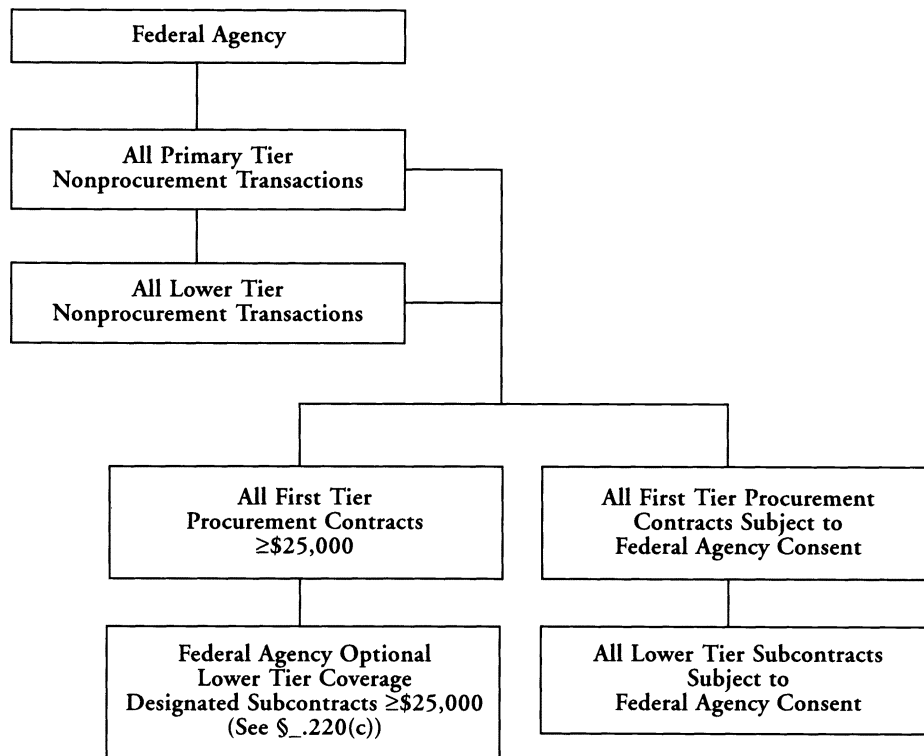 Federal Agency
All Primary Tier
Nonprocurement Transactions
All Lower Tier
Nonprocurement Transactions
All First Tier
Procurement Contracts
≥$25,000
All First Tier Procurement
Contracts Subject to
Federal Agency Consent
Federal Agency Optional
Lower Tier Coverage
Designated Subcontracts ≥$25,000
(See §_.220(c))
All Lower Tier Subcontracts
Subject to
Federal Agency Consent